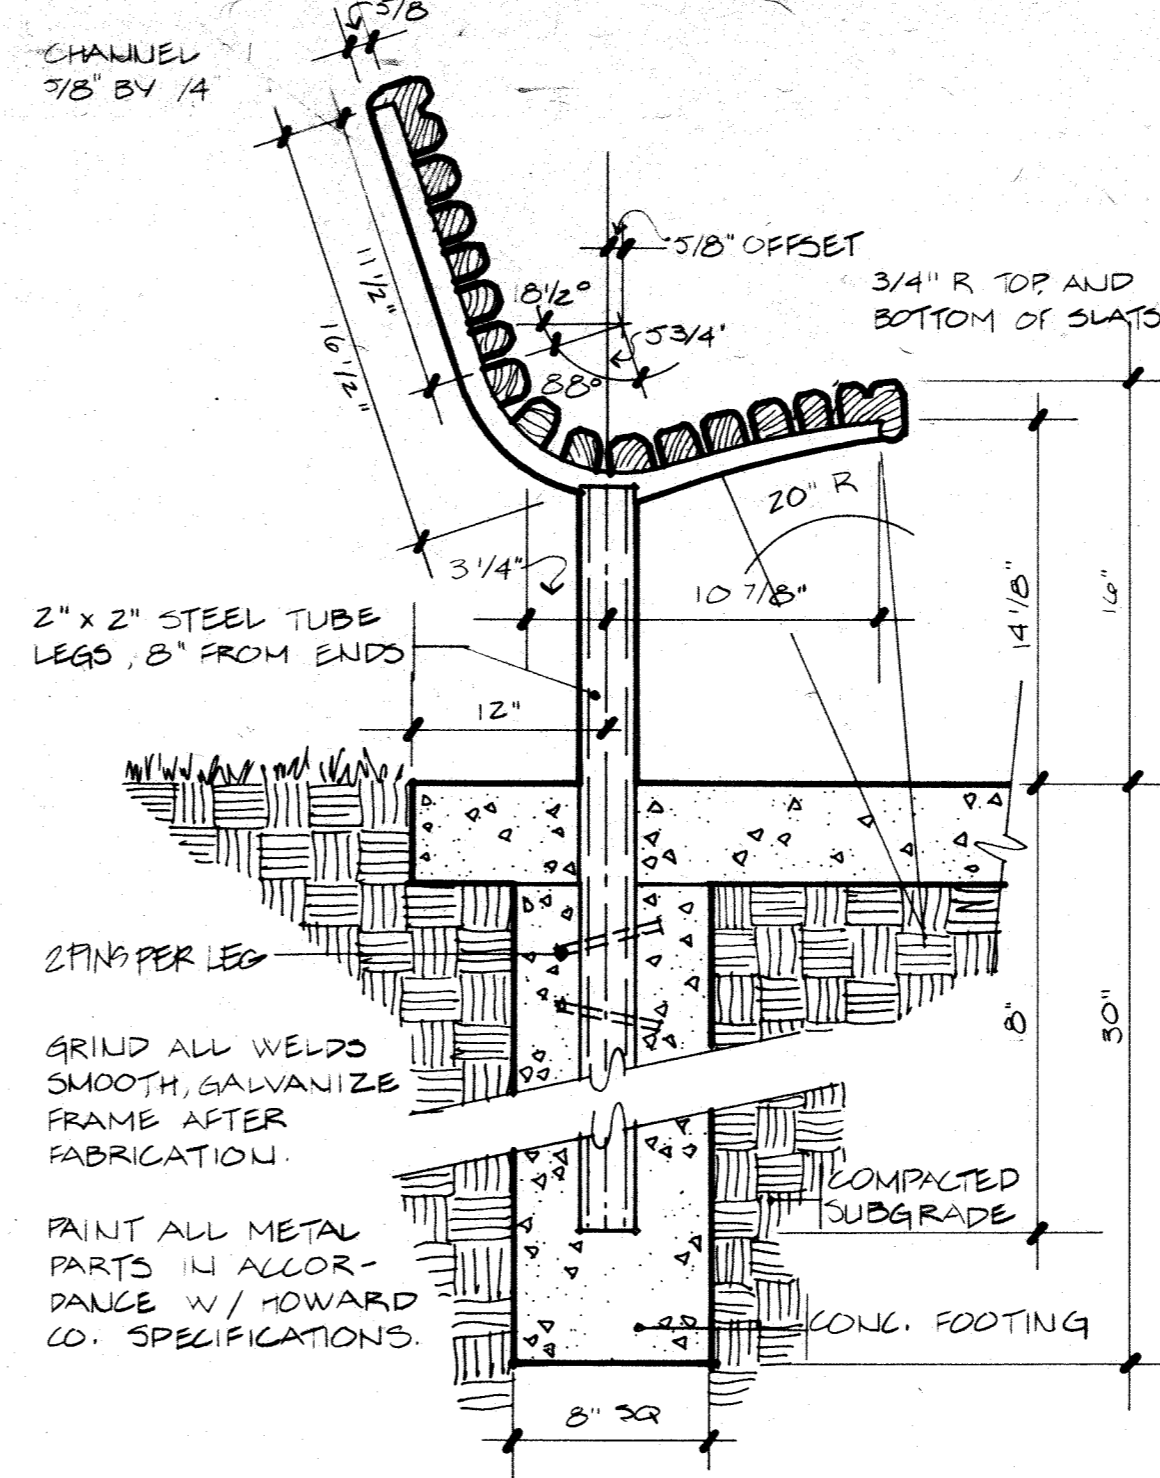 5/8
CHANNEL
5/8" BY 1/4
5/8" OFFSET
3/4" R TOP AND
BOTTOM OF SLATS
11 1/2"
16 1/2"
18 1/2°
5 3/4"
88°
20" R
3 1/4"
10 7/8"
14 1/8"
16"
2" x 2" STEEL TUBE
LEGS, 8" FROM ENDS
12"
2 PINS PER LEG
GRIND ALL WELDS
SMOOTH, GALVANIZE
FRAME AFTER
FABRICATION.
18"
30"
COMPACTED
SUBGRADE
PAINT ALL METAL
PARTS IN ACCOR-
DANCE W/ HOWARD
CO. SPECIFICATIONS.
CONC. FOOTING
8" SQ